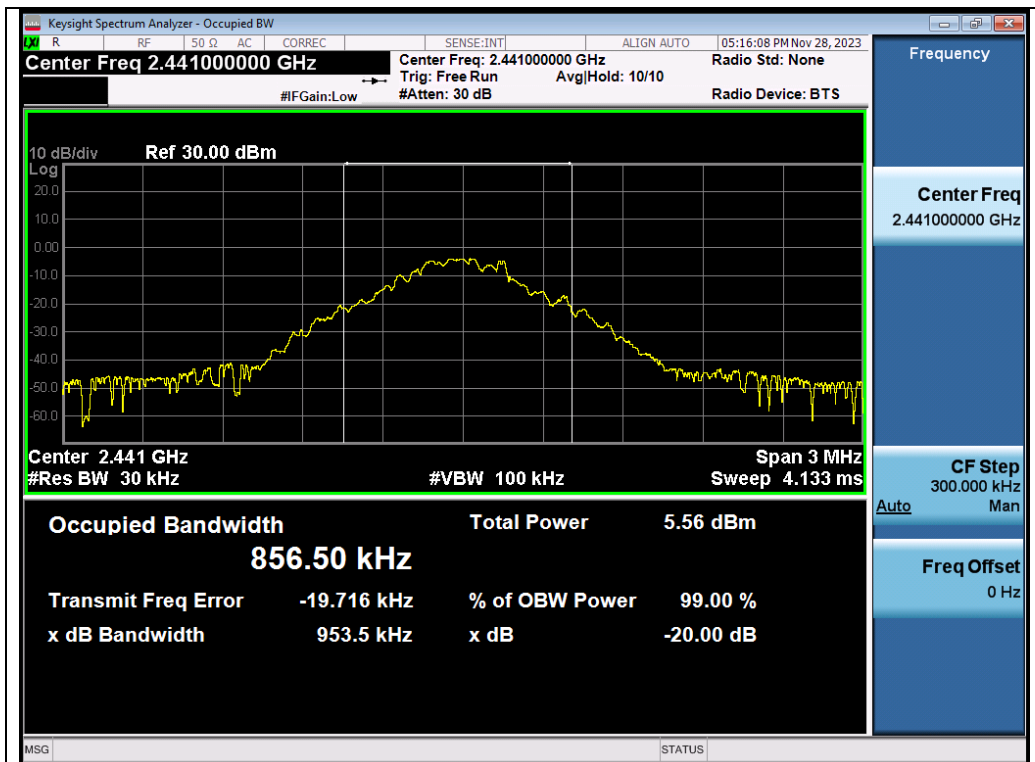 Keysight Spectrum Analyzer - Occupied BW
LXI R RF 50 Ω AC CORREC SENSE:INT ALIGN AUTO 05:16:08 PM Nov 28, 2023
Center Freq 2.441000000 GHz
Center Freq: 2.441000000 GHz
Radio Std: None
Trig: Free Run Avg|Hold: 10/10
#IFGain:Low
#Atten: 30 dB
Radio Device: BTS
10 dB/div Ref 30.00 dBm
Log
20.0
10.0
0.00
-10.0
-20.0
-30.0
-40.0
-50.0
-60.0
Center 2.441 GHz Span 3 MHz
#Res BW 30 kHz #VBW 100 kHz Sweep 4.133 ms
Occupied Bandwidth Total Power 5.56 dBm
856.50 kHz
Transmit Freq Error -19.716 kHz % of OBW Power 99.00 %
x dB Bandwidth 953.5 kHz x dB -20.00 dB
Frequency
Center Freq
2.441000000 GHz
CF Step
300.000 kHz
Auto Man
Freq Offset
0 Hz
MSG STATUS